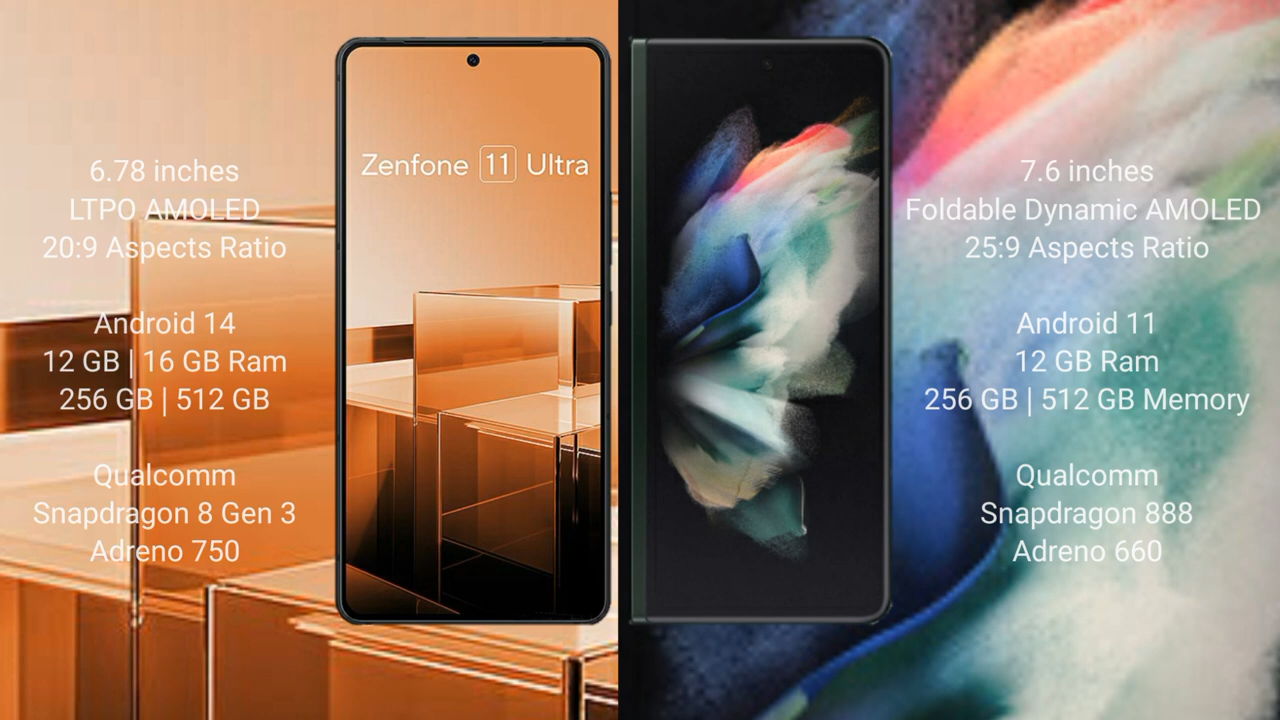 6.78 inches
LTPO AMOLED
20:9 Aspects Ratio
Android 14
12 GB | 16 GB Ram
256 GB | 512 GB
Qualcomm
Snapdragon 8 Gen 3
Adreno 750
Zenfone 11 Ultra
7.6 inches
Foldable Dynamic AMOLED
25:9 Aspects Ratio
Android 11
12 GB Ram
256 GB | 512 GB Memory
Qualcomm
Snapdragon 888
Adreno 660